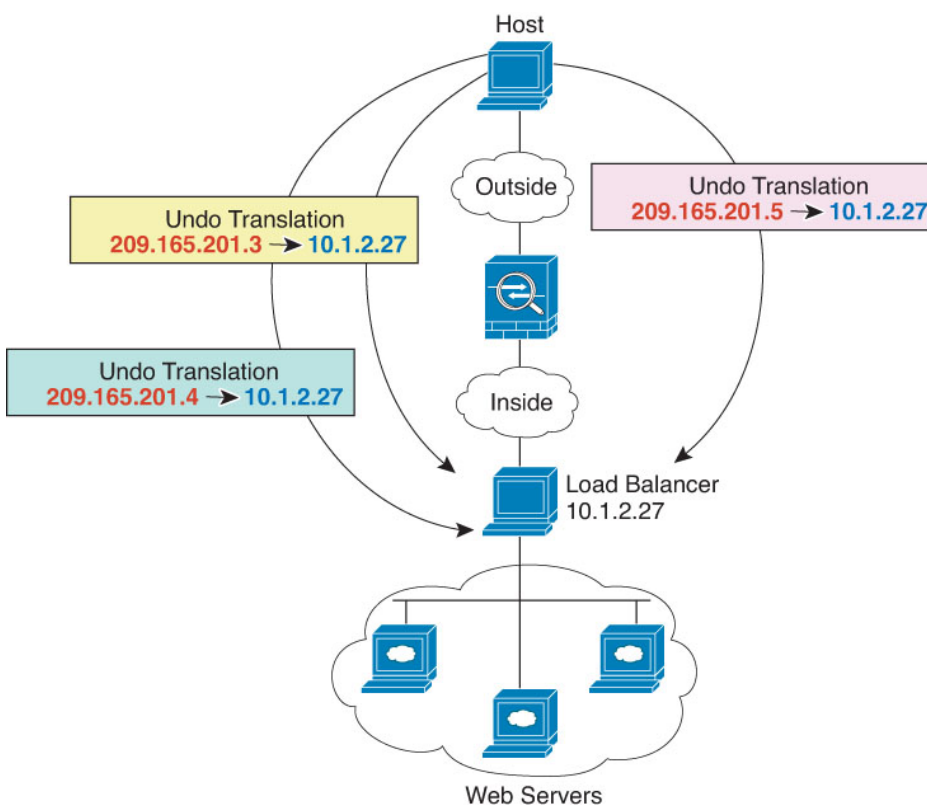 Host
Outside
Undo Translation
209.165.201.5 → 10.1.2.27
Undo Translation
209.165.201.3 → 10.1.2.27
Undo Translation
209.165.201.4 → 10.1.2.27
Inside
Load Balancer
10.1.2.27
Web Servers